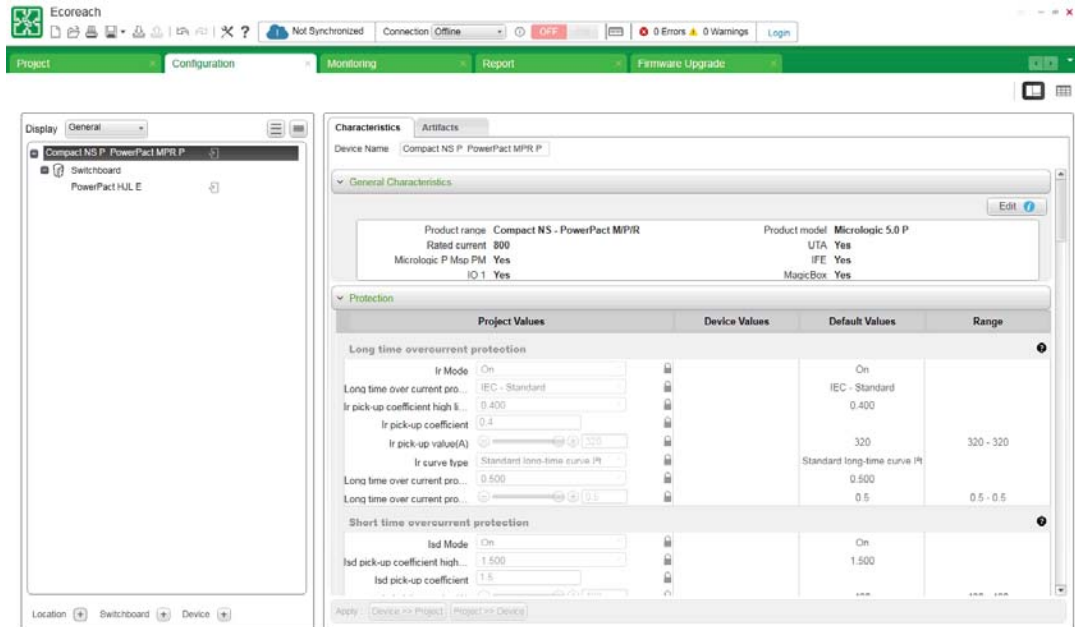 Ecoreach
Not Synchronized Connection Offline OFF 0 Errors 0 Warnings Login
Project Configuration Monitoring Report Firmware Upgrade
Display General
Compact NS P PowerPact MPR P
Switchboard
PowerPact HJL E
Location Switchboard Device
Characteristics Artifacts
Device Name Compact NS P PowerPact MPR P
General Characteristics
Edit
Product range Compact NS - PowerPact M/P/R Product model Micrologic 5.0 P
Rated current 800 UTA Yes
Micrologic P Msp PM Yes IFE Yes
IO 1 Yes MagicBox Yes
Protection
Project Values Device Values Default Values Range
Long time overcurrent protection
Ir Mode On On
Long time over current pro... IEC - Standard IEC - Standard
Ir pick-up coefficient high li... 0.400 0.400
Ir pick-up coefficient 0.4
Ir pick-up value(A) 320 320 320 - 320
Ir curve type Standard long-time curve I²t Standard long-time curve I²t
Long time over current pro... 0.500 0.500
Long time over current pro... 0.5 0.5 0.5 - 0.5
Short time overcurrent protection
Isd Mode On On
Isd pick-up coefficient high... 1.500 1.500
Isd pick-up coefficient 1.5
Apply : Device >> Project Project >> Device